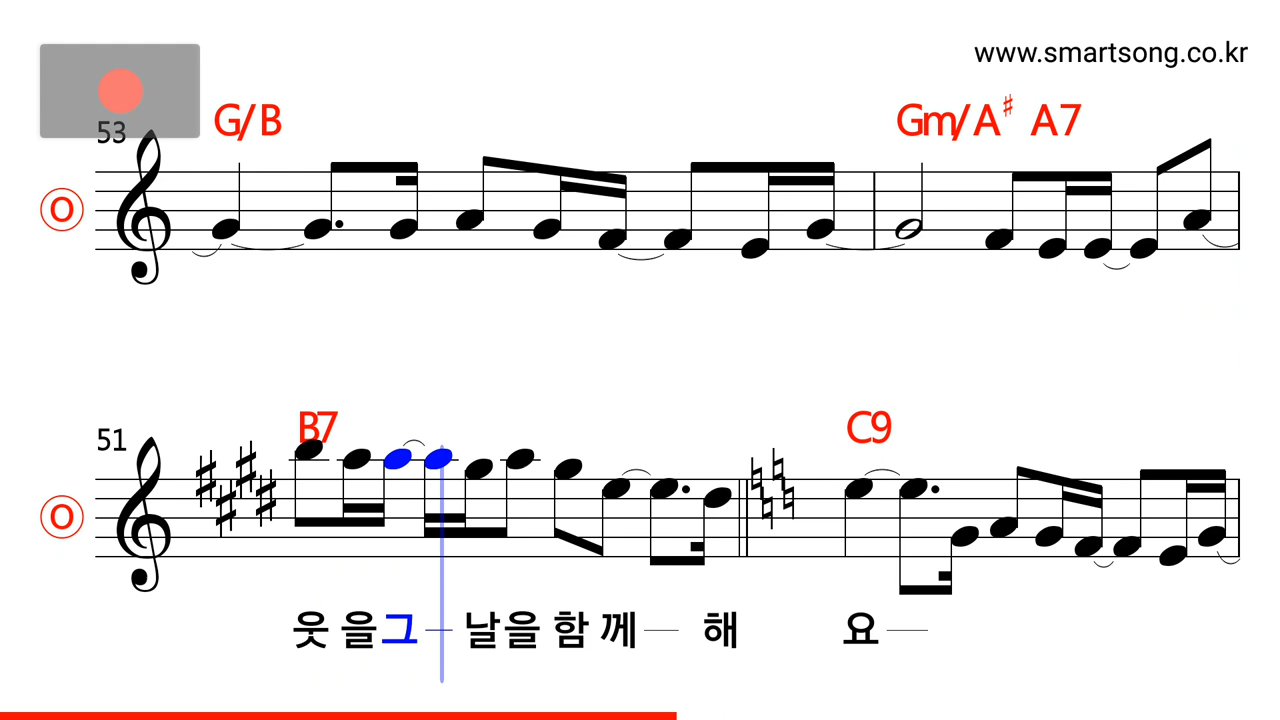 www.smartsong.co.kr
53 G/B Gm/A♯ A7
O
51 B7 C9
O
웃 을 그 — 날 을 함 께 — 해 요 —